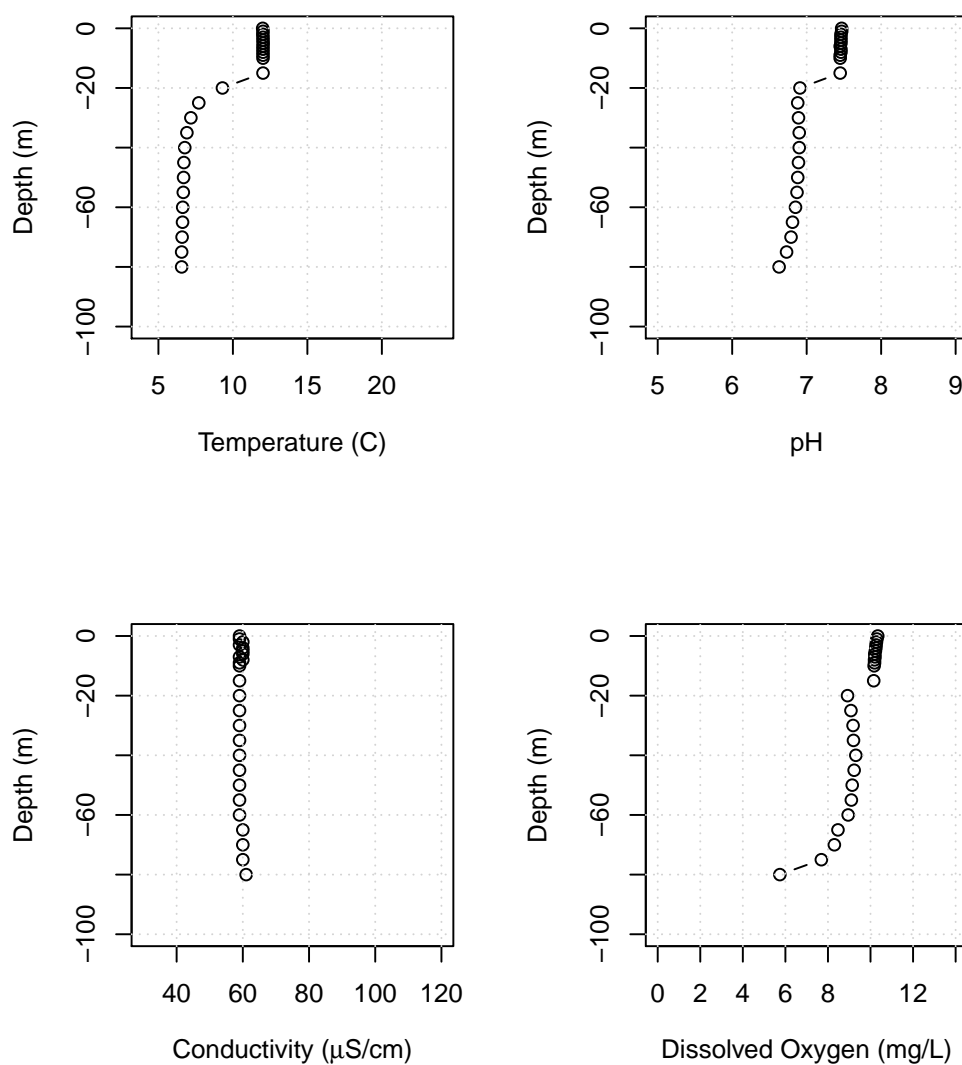 0
−20
−60
−100
Depth (m)
5 10 15 20
Temperature (C)
0
−20
−60
−100
Depth (m)
5 6 7 8 9
pH
0
−20
−60
−100
Depth (m)
40 60 80 100 120
Conductivity (μS/cm)
0
−20
−60
−100
Depth (m)
0 2 4 6 8 12
Dissolved Oxygen (mg/L)